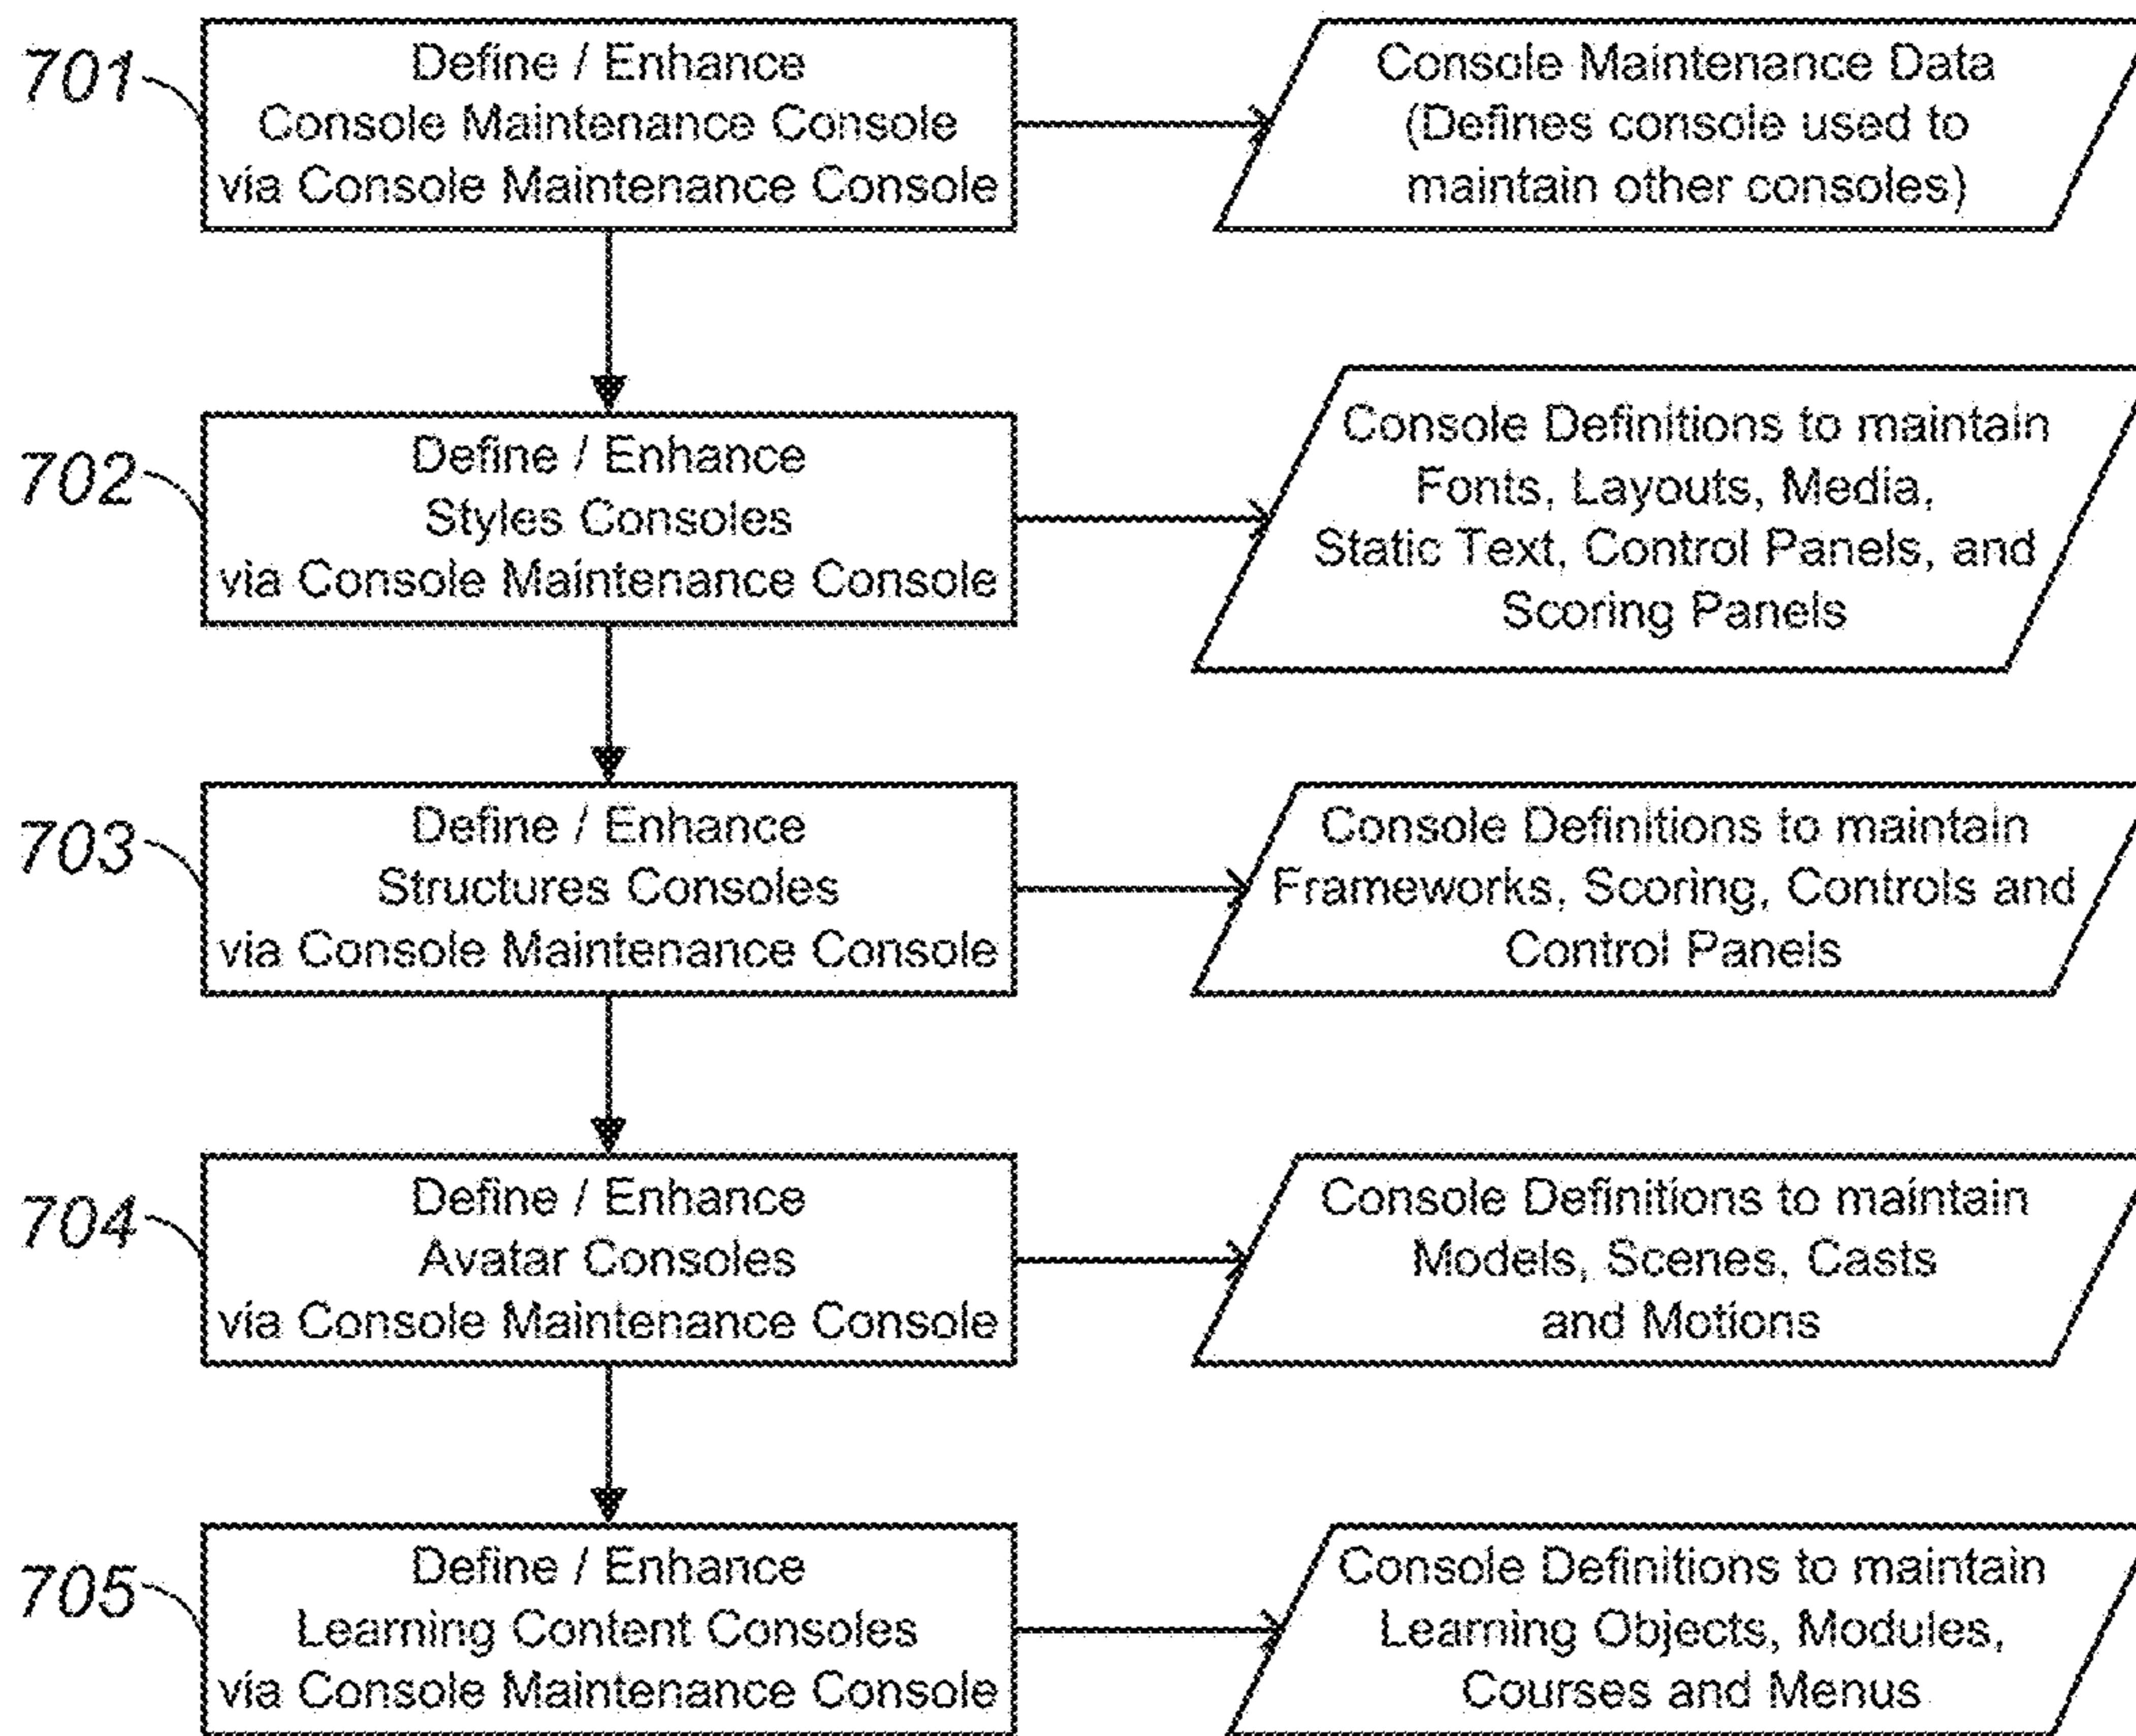 701
Define / Enhance
Console Maintenance Console
via Console Maintenance Console
Console Maintenance Data
(Defines console used to
maintain other consoles)
702
Define / Enhance
Styles Consoles
via Console Maintenance Console
Console Definitions to maintain
Fonts, Layouts, Media,
Static Text, Control Panels, and
Scoring Panels
703
Define / Enhance
Structures Consoles
via Console Maintenance Console
Console Definitions to maintain
Frameworks, Scoring, Controls and
Control Panels
704
Define / Enhance
Avatar Consoles
via Console Maintenance Console
Console Definitions to maintain
Models, Scenes, Casts
and Motions
705
Define / Enhance
Learning Content Consoles
via Console Maintenance Console
Console Definitions to maintain
Learning Objects, Modules,
Courses and Menus